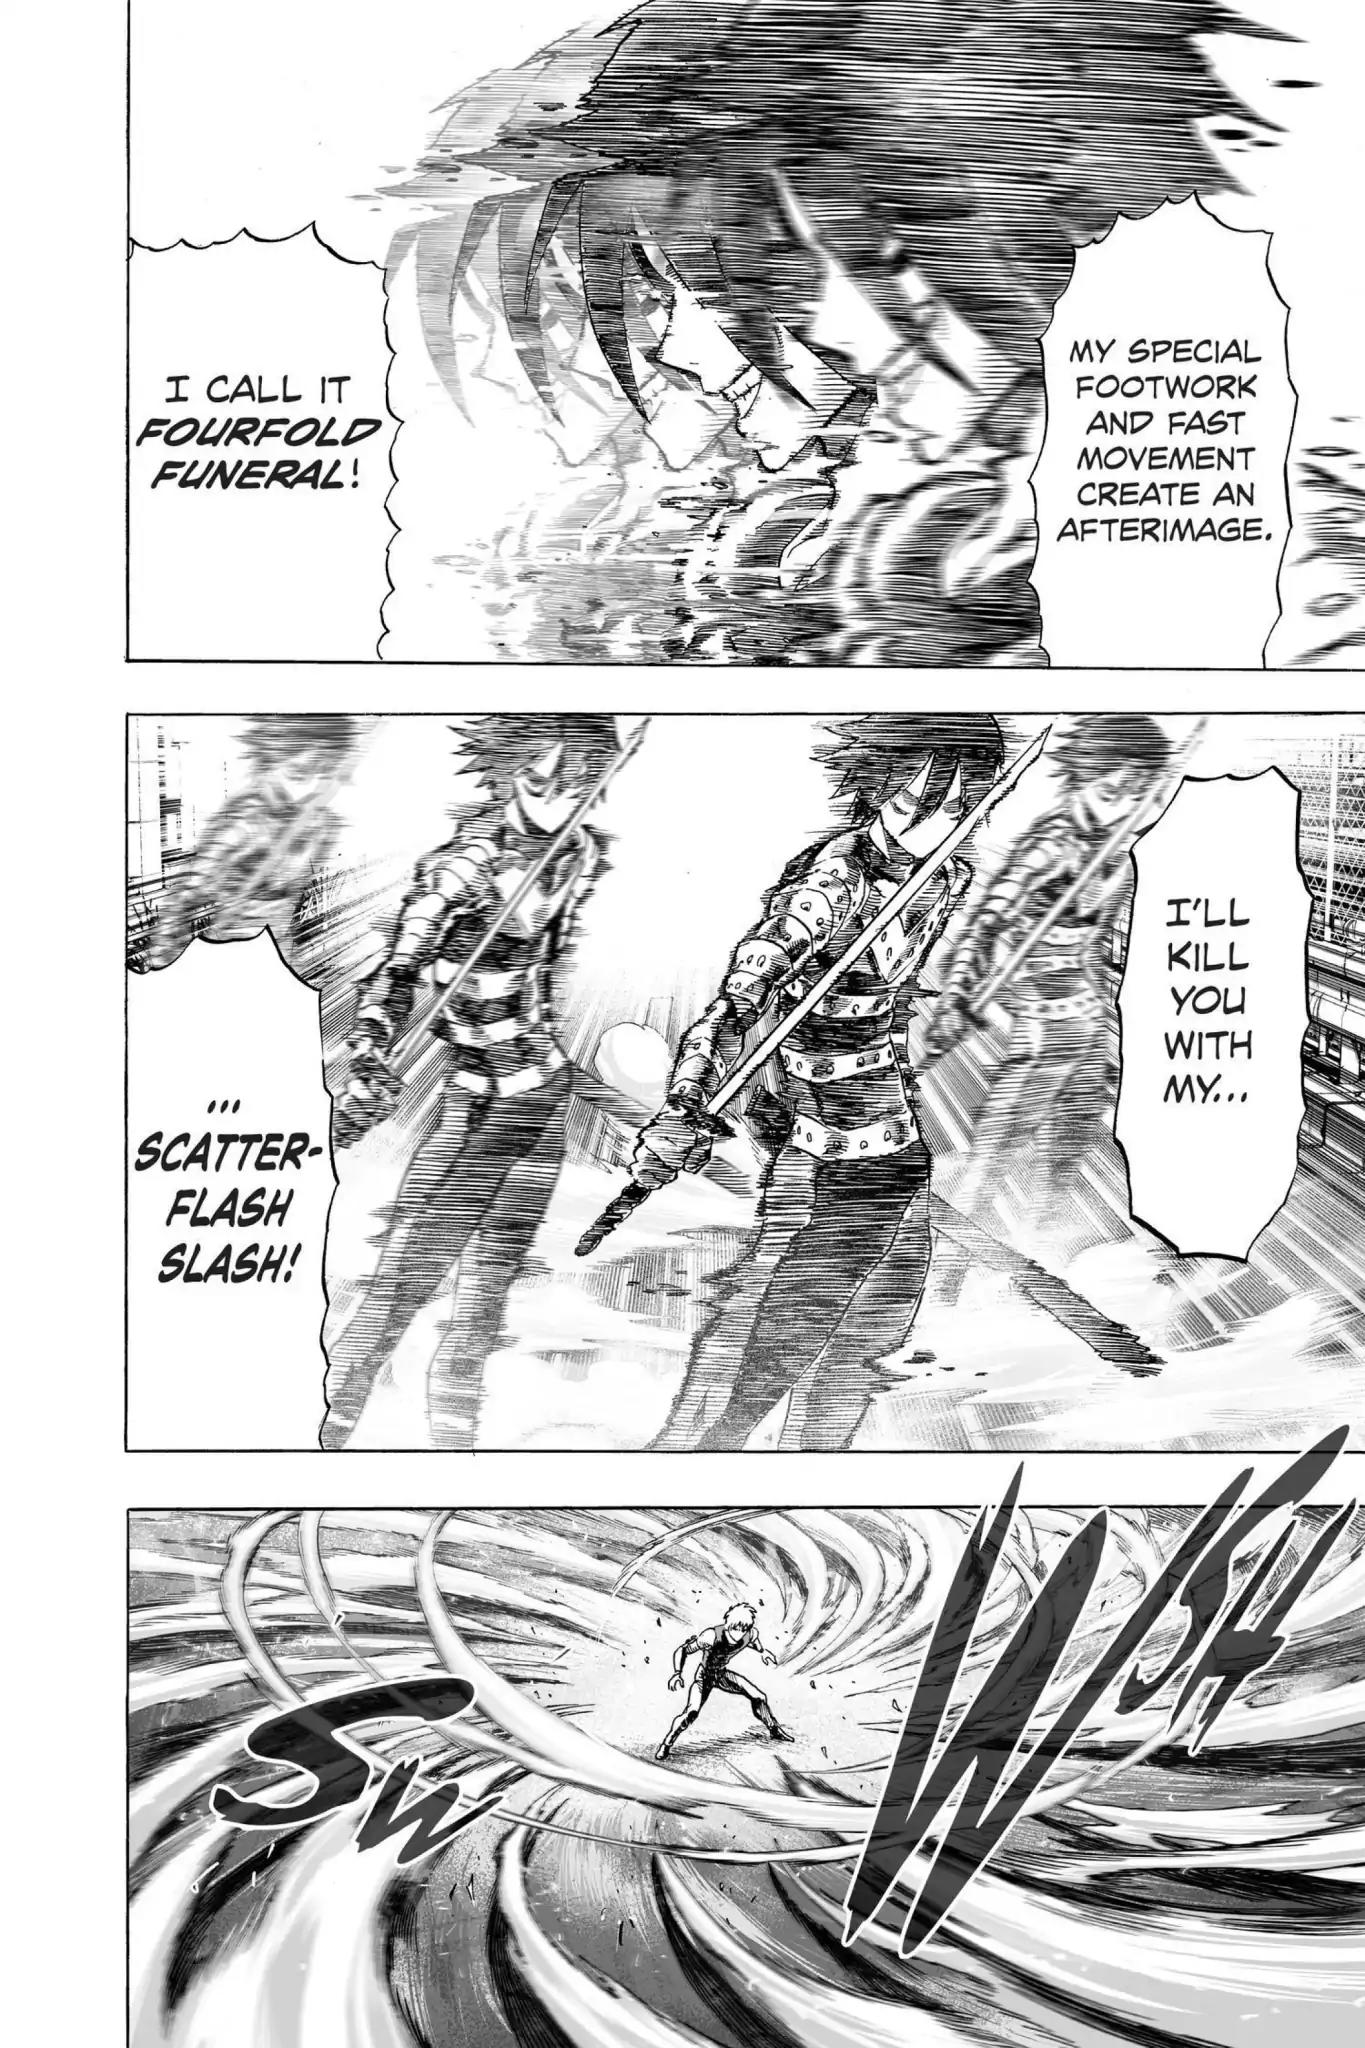 MY SPECIAL
FOOTWORK
AND FAST
MOVEMENT
CREATE AN
AFTERIMAGE.
I CALL IT
FOURFOLD
FUNERAL!
I'LL
KILL
YOU
WITH
MY...
...
SCATTER-
FLASH
SLASH!
WSH
SW